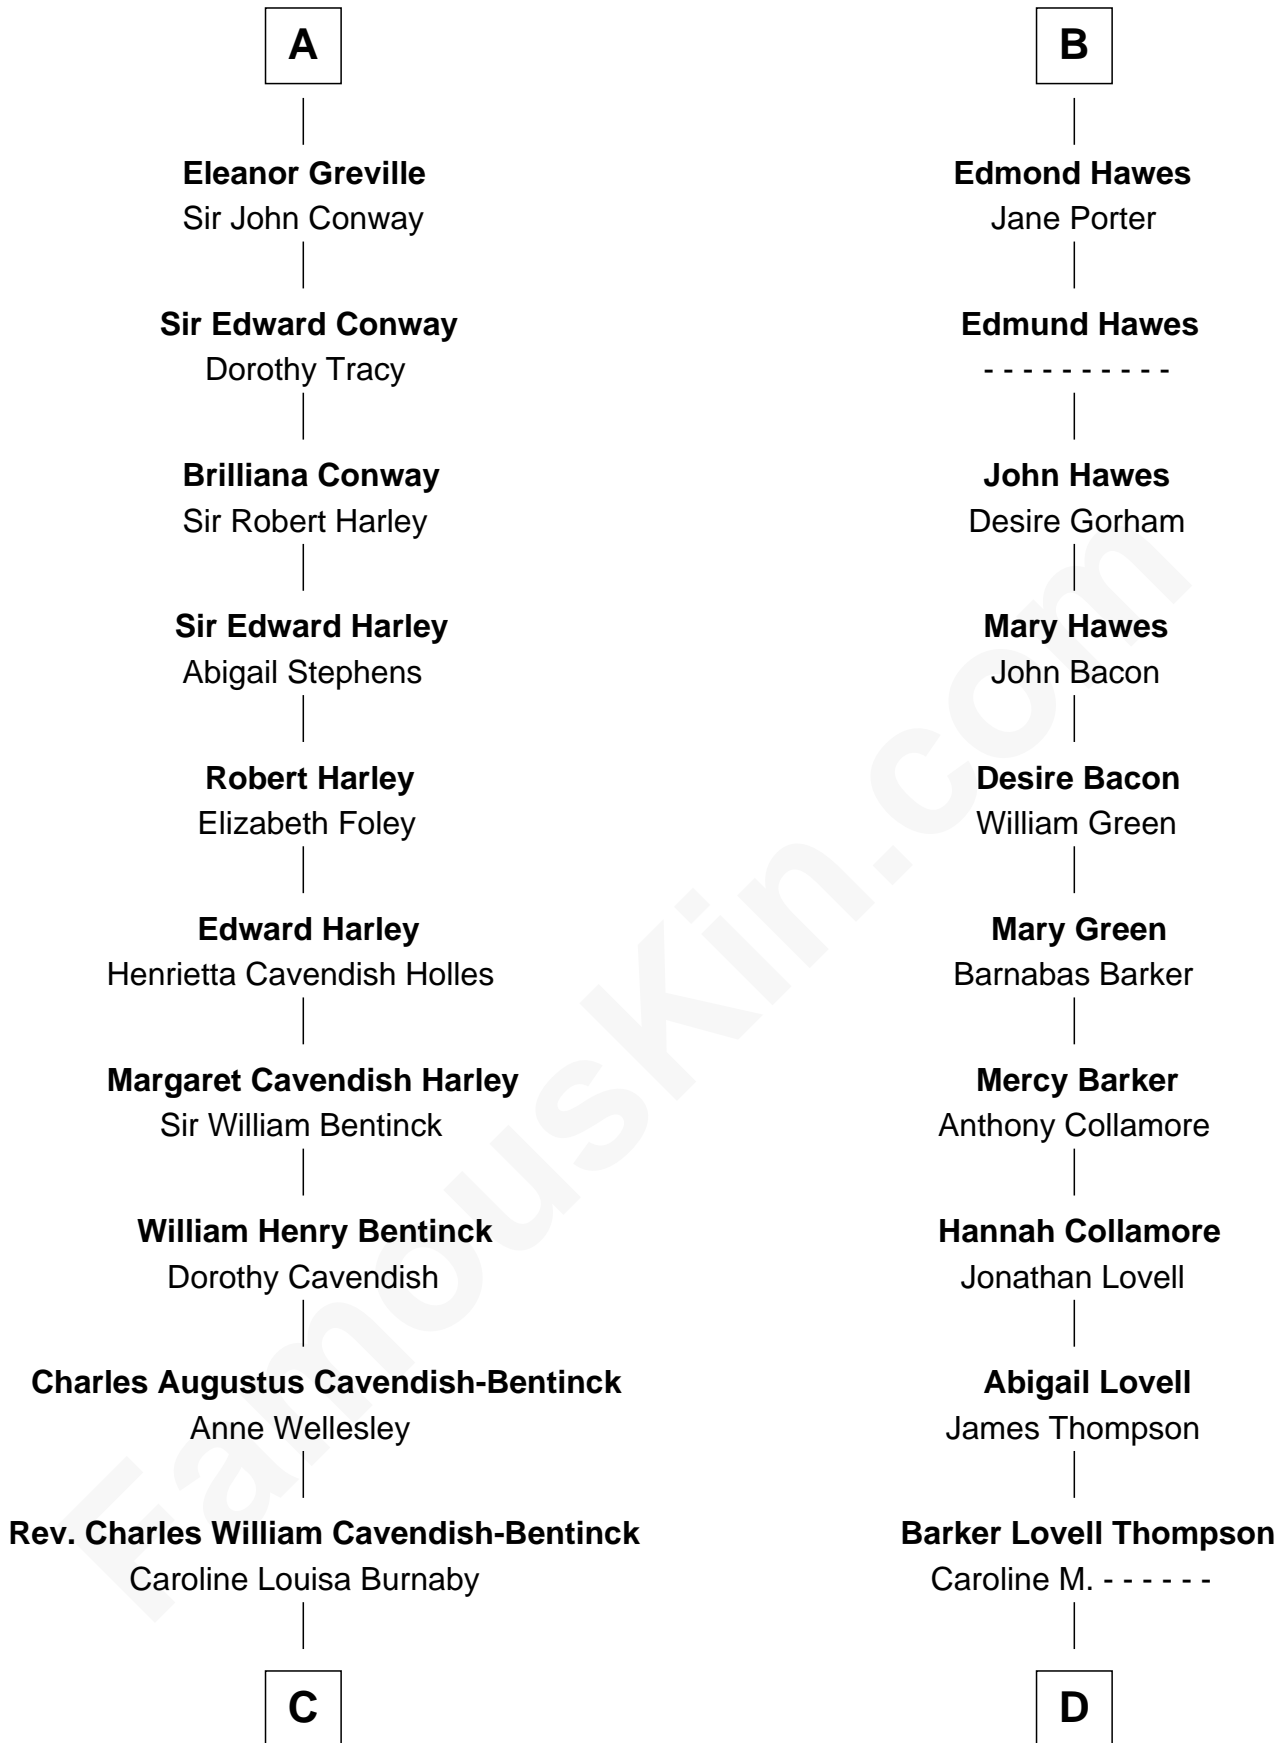 A
Eleanor Greville
Sir John Conway
Sir Edward Conway
Dorothy Tracy
Brilliana Conway
Sir Robert Harley
Sir Edward Harley
Abigail Stephens
Robert Harley
Elizabeth Foley
Edward Harley
Henrietta Cavendish Holles
Margaret Cavendish Harley
Sir William Bentinck
William Henry Bentinck
Dorothy Cavendish
Charles Augustus Cavendish-Bentinck
Anne Wellesley
Rev. Charles William Cavendish-Bentinck
Caroline Louisa Burnaby
C
B
Edmond Hawes
Jane Porter
Edmund Hawes
- - - - - - - - - -
John Hawes
Desire Gorham
Mary Hawes
John Bacon
Desire Bacon
William Green
Mary Green
Barnabas Barker
Mercy Barker
Anthony Collamore
Hannah Collamore
Jonathan Lovell
Abigail Lovell
James Thompson
Barker Lovell Thompson
Caroline M. - - - - - -
D
FamousKin.com